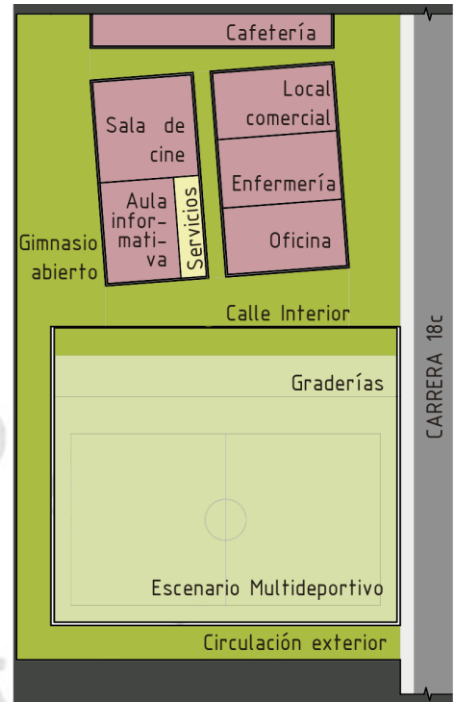 Cafetería
Local
comercial
Sala de
cine
Enfermería
Aula
infor-
mati-
va
Servicios
Oficina
Gimnasio
abierto
Calle Interior
CARRERA 18c
Graderías
Escenario Multideportivo
Circulación exterior